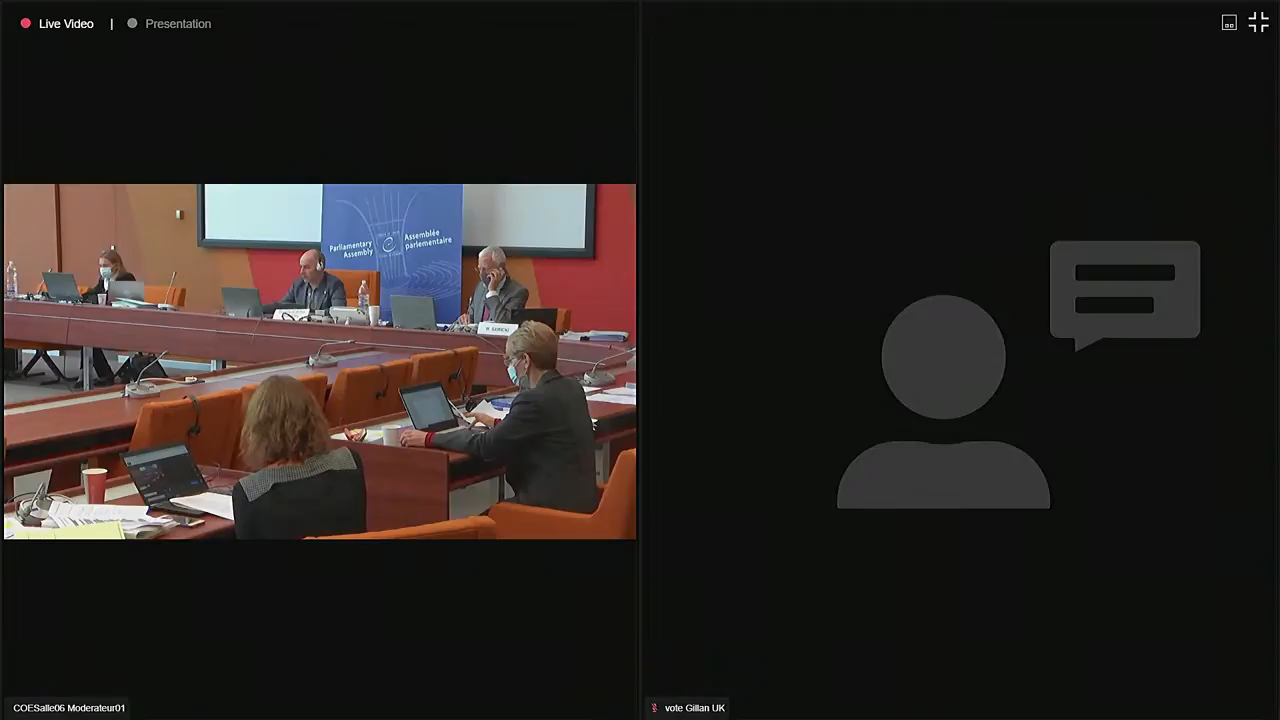 Live Video | Presentation
Parliamentary
Assembly
Assemblée
parlementaire
COESalle06 Moderateur01
vote Gillan UK